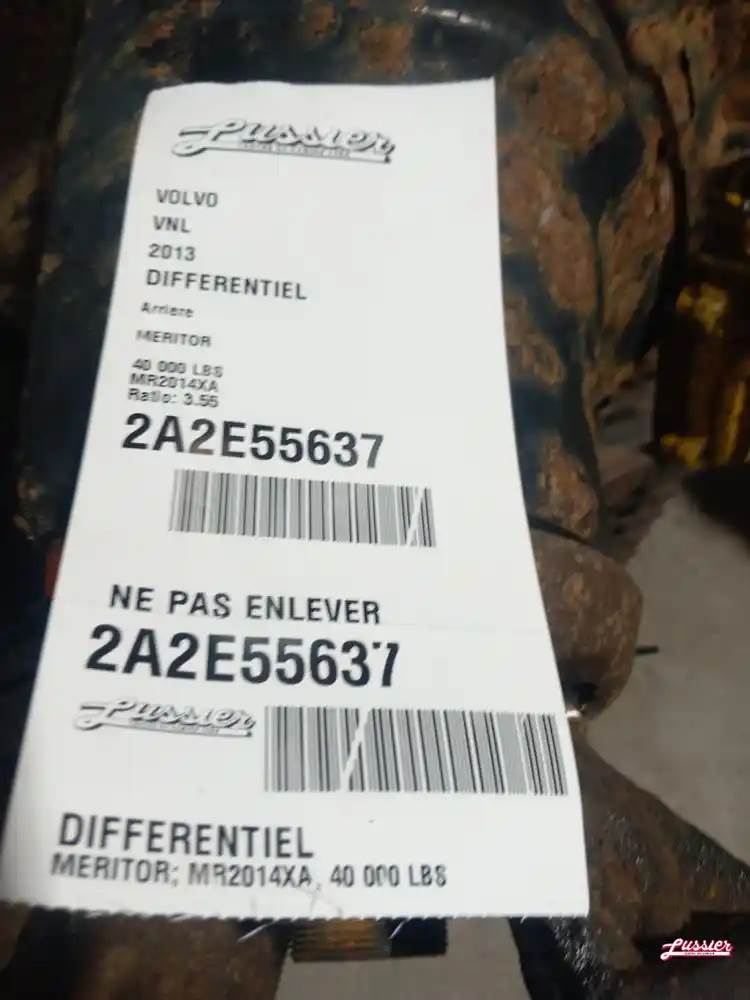 Lussier
VOLVO
VNL
2013
DIFFERENTIEL
Arriere
MERITOR
40 000 LBS
MR2014XA
Ratio: 3.55
2A2E55637
NE PAS ENLEVER
2A2E55637
Lussier
DIFFERENTIEL
MERITOR; MR2014XA, 40 000 LBS
Lussier